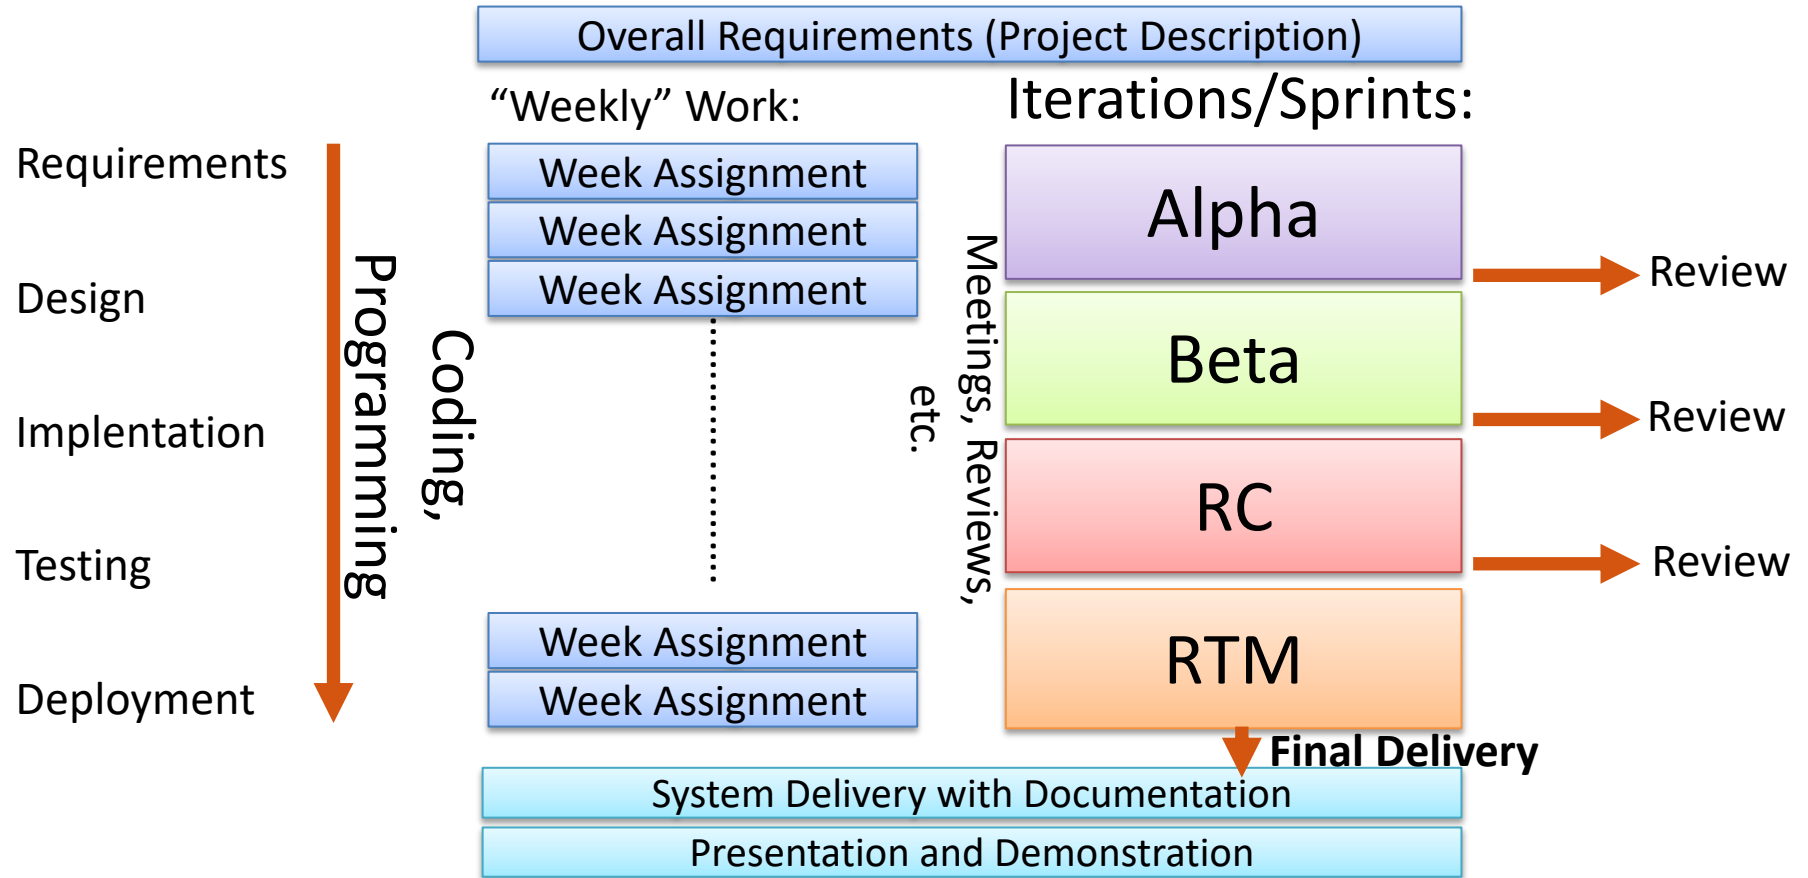 Overall Requirements (Project Description)
“Weekly” Work:
Iterations/Sprints:
Requirements
Design
Implentation
Testing
Deployment
Coding,
Programming
Week Assignment
Week Assignment
Week Assignment
Week Assignment
Week Assignment
Meetings, Reviews,
etc.
Alpha
Beta
RC
RTM
Review
Review
Review
Final Delivery
System Delivery with Documentation
Presentation and Demonstration